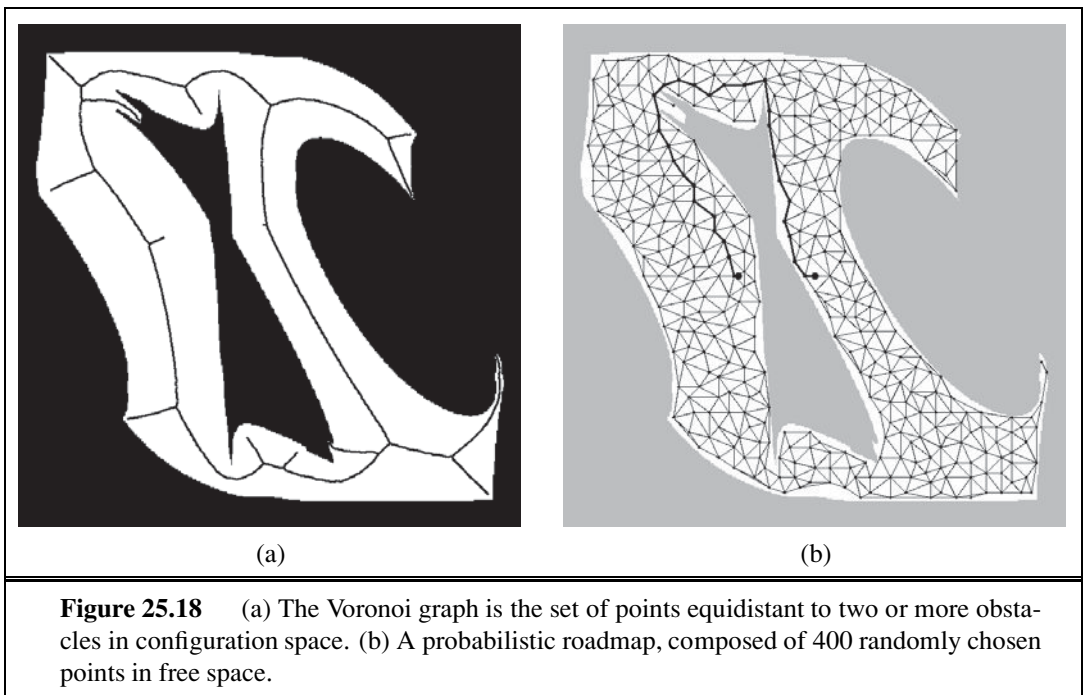 (a)
(b)
Figure 25.18 (a) The Voronoi graph is the set of points equidistant to two or more obsta-
cles in configuration space. (b) A probabilistic roadmap, composed of 400 randomly chosen
points in free space.